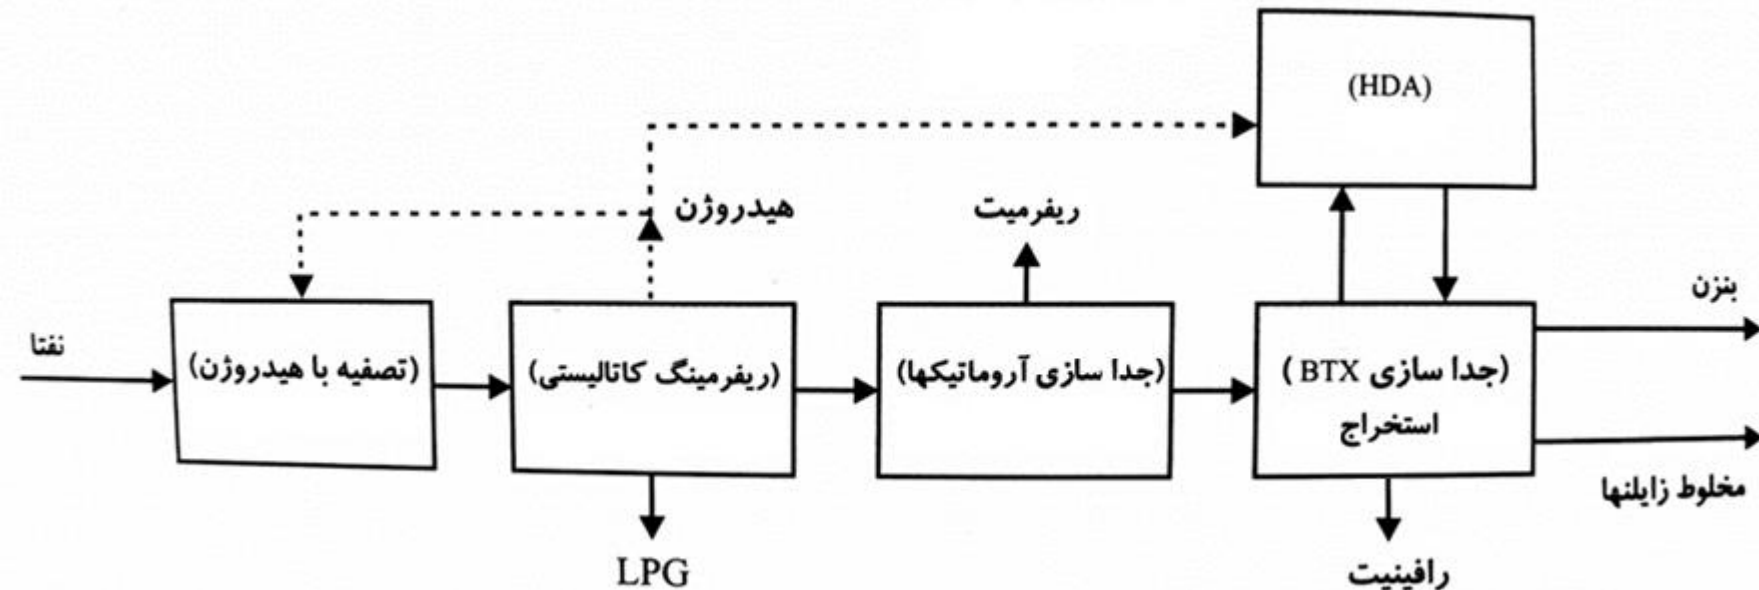 (HDA)
هیدروژن
ریفرمیت
نفتا
(تصفیه با هیدروژن)
(ریفرمینگ کاتالیستی)
(جدا سازی آروماتیکها)
(جدا سازی BTX )
استخراج
بنزن
مخلوط زایلنها
LPG
رافینیت